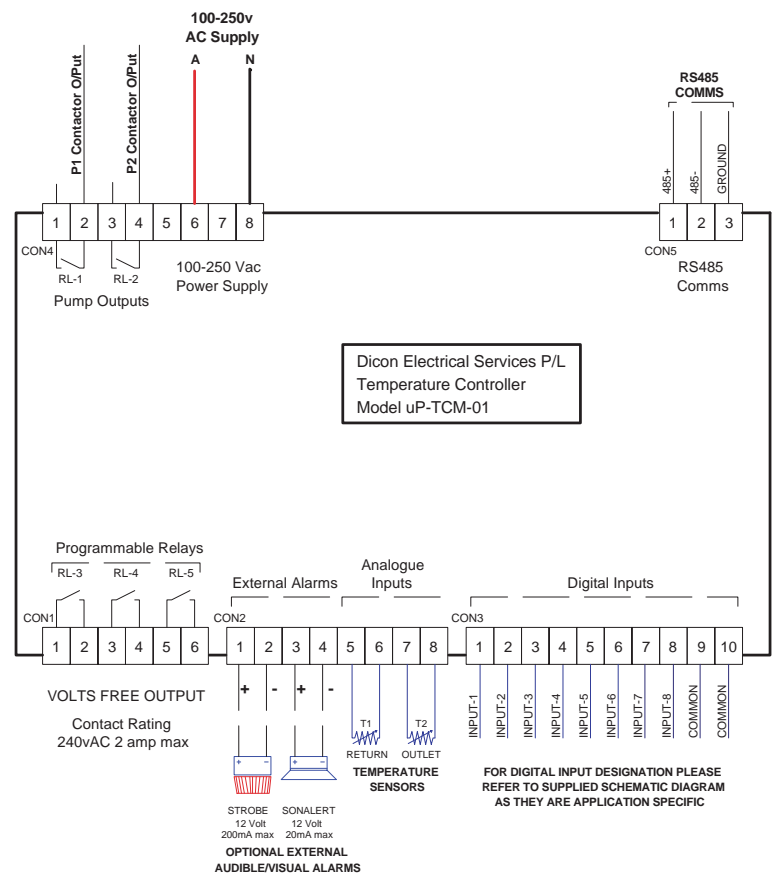 100-250v
AC Supply
A N
P1 Contactor O/Put
P2 Contactor O/Put
RS485
COMMS
485+
485-
GROUND
1 2 3 4 5 6 7 8
1 2 3
CON4
CON5
RL-1 RL-2
Pump Outputs
100-250 Vac
Power Supply
RS485
Comms
Dicon Electrical Services P/L
Temperature Controller
Model uP-TCM-01
Programmable Relays
RL-3 RL-4 RL-5
External Alarms
Analogue
Inputs
Digital Inputs
CON1
CON2
CON3
1 2 3 4 5 6
1 2 3 4 5 6 7 8
1 2 3 4 5 6 7 8 9 10
VOLTS FREE OUTPUT
Contact Rating
240vAC 2 amp max
+ - + -
+ - + -
STROBE
12 Volt
200mA max
SONALERT
12 Volt
20mA max
OPTIONAL EXTERNAL
AUDIBLE/VISUAL ALARMS
T1
RETURN
T2
OUTLET
TEMPERATURE
SENSORS
INPUT-1
INPUT-2
INPUT-3
INPUT-4
INPUT-5
INPUT-6
INPUT-7
INPUT-8
COMMON
COMMON
FOR DIGITAL INPUT DESIGNATION PLEASE
REFER TO SUPPLIED SCHEMATIC DIAGRAM
AS THEY ARE APPLICATION SPECIFIC